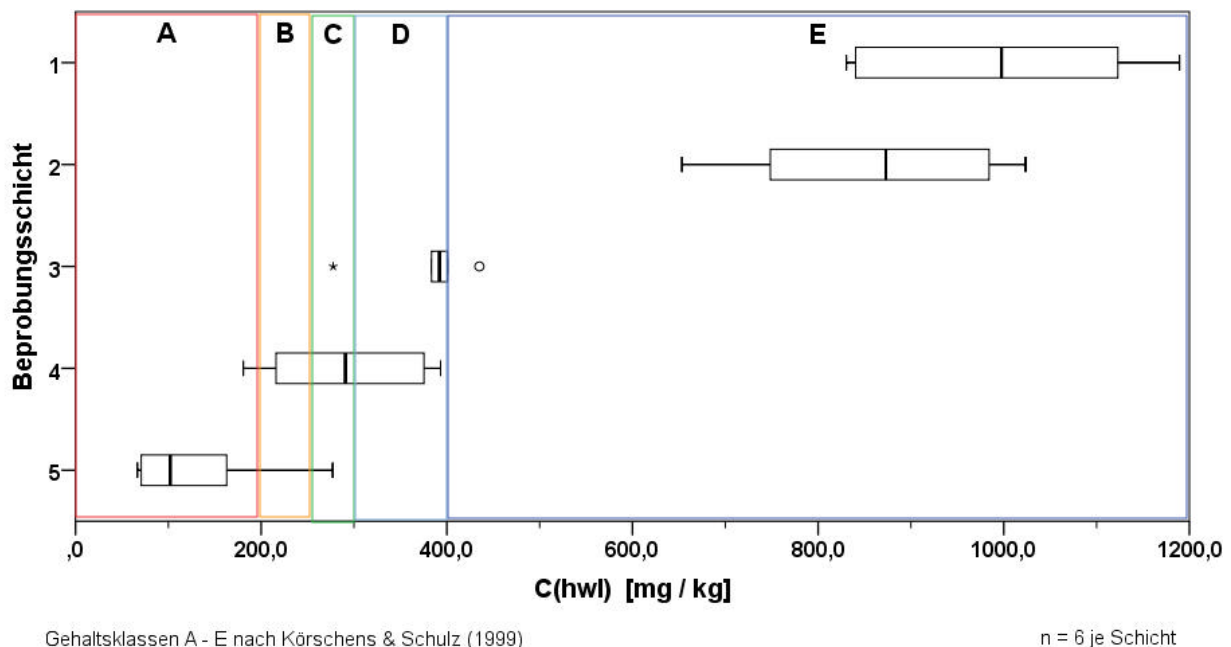 A B C D E
1
2
3
4
5
Beprobungsschicht
,0 200,0 400,0 600,0 800,0 1000,0 1200,0
C(hwl) [mg / kg]
Gehaltsklassen A - E nach Körschens & Schulz (1999) n = 6 je Schicht